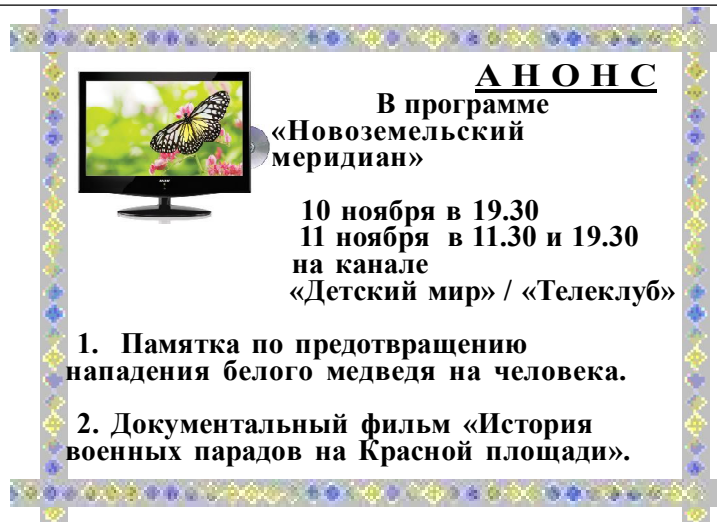 АНОНС
В программе
«Новоземельский
меридиан»
10 ноября в 19.30
11 ноября в 11.30 и 19.30
на канале
«Детский мир» / «Телеклуб»
1. Памятка по предотвращению
нападения белого медведя на человека.
2. Документальный фильм «История
военных парадов на Красной площади».